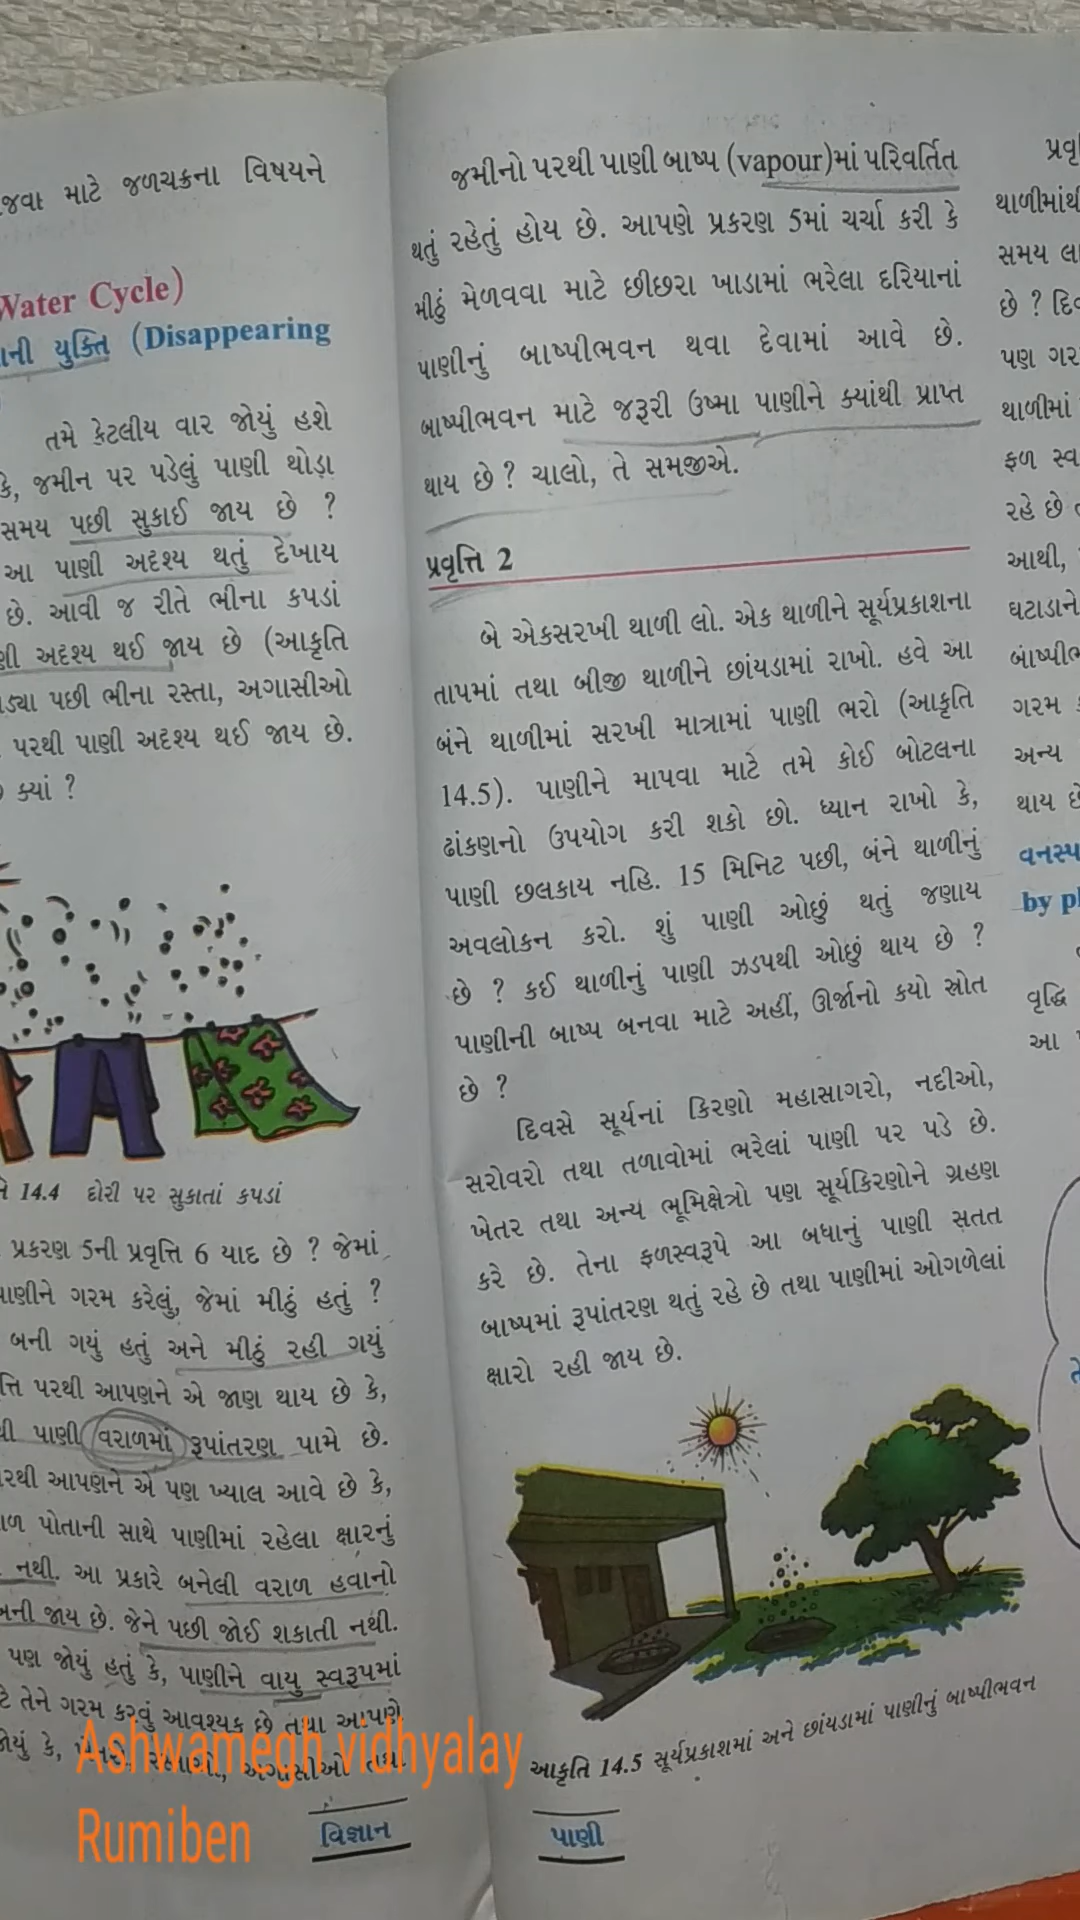 જવા માટે જળચક્રના વિષયને
Water Cycle)
યુક્તિ (Disappearing
તમે કેટલીય વાર જોયું હશે
કે, જમીન પર પડેલું પાણી થોડા
સમય પછી સુકાઈ જાય છે ?
આ પાણી અદૃશ્ય થતું દેખાય
છે. આવી જ રીતે ભીના કપડાં
અદૃશ્ય થઈ જાય છે (આકૃતિ
પછી ભીના રસ્તા, અગાસીઓ
પરથી પાણી અદૃશ્ય થઈ જાય છે.
ક્યાં ?
14.4 દોરી પર સુકાતાં કપડાં
પ્રકરણ 5ની પ્રવૃત્તિ 6 યાદ છે ? જેમાં
પાણીને ગરમ કરેલું, જેમાં મીઠું હતું ?
બની ગયું હતું અને મીઠું રહી ગયું
પરથી આપણને એ જાણ થાય છે કે,
પાણી વરાળમાં રૂપાંતરણ પામે છે.
આપણને એ પણ ખ્યાલ આવે છે કે,
પોતાની સાથે પાણીમાં રહેલા ક્ષારનું
નથી. આ પ્રકારે બનેલી વરાળ હવાનો
બની જાય છે. જેને પછી જોઈ શકાતી નથી.
પણ જોયું હતું કે, પાણીને વાયુ સ્વરૂપમાં
તેને ગરમ કરવું આવશ્યક છે તથા આપણે
કે,
વિજ્ઞાન
જમીનો પરથી પાણી બાષ્પ (vapour)માં પરિવર્તિત
થતું રહેતું હોય છે. આપણે પ્રકરણ 5માં ચર્ચા કરી કે
મીઠું મેળવવા માટે છીછરા ખાડામાં ભરેલા દરિયાનાં
પાણીનું બાષ્પીભવન થવા દેવામાં આવે છે.
બાષ્પીભવન માટે જરૂરી ઉષ્મા પાણીને ક્યાંથી પ્રાપ્ત
થાય છે ? ચાલો, તે સમજીએ.
પ્રવૃત્તિ 2
બે એકસરખી થાળી લો. એક થાળીને સૂર્યપ્રકાશના
તાપમાં તથા બીજી થાળીને છાંયડામાં રાખો. હવે આ
બંને થાળીમાં સરખી માત્રામાં પાણી ભરો (આકૃતિ
14.5). પાણીને માપવા માટે તમે કોઈ બોટલના
ઢાંકણનો ઉપયોગ કરી શકો છો. ધ્યાન રાખો કે,
પાણી છલકાય નહિ. 15 મિનિટ પછી, બંને થાળીનું
અવલોકન કરો. શું પાણી ઓછું થતું જણાય
છે ? કઈ થાળીનું પાણી ઝડપથી ઓછું થાય છે ?
પાણીની બાષ્પ બનવા માટે અહીં, ઊર્જાનો કયો સ્રોત
છે ?
દિવસે સૂર્યનાં કિરણો મહાસાગરો, નદીઓ,
સરોવરો તથા તળાવોમાં ભરેલાં પાણી પર પડે છે.
ખેતર તથા અન્ય ભૂમિક્ષેત્રો પણ સૂર્યકિરણોને ગ્રહણ
કરે છે. તેના ફળસ્વરૂપે આ બધાનું પાણી સતત
બાષ્પમાં રૂપાંતરણ થતું રહે છે તથા પાણીમાં ઓગળેલાં
ક્ષારો રહી જાય છે.
આકૃતિ 14.5 સૂર્યપ્રકાશમાં અને છાંયડામાં પાણીનું બાષ્પીભવન
પાણી
થાળીમાંથી
સમય
છે ?
પણ
થાળીમાં
ફળ
રહે છે
આથી,
ઘટાડાને
ગરમ
અન્ય
થાય છે
by
વૃદ્ધિ
આ
Ashwamegh vidhyalay
Rumiben